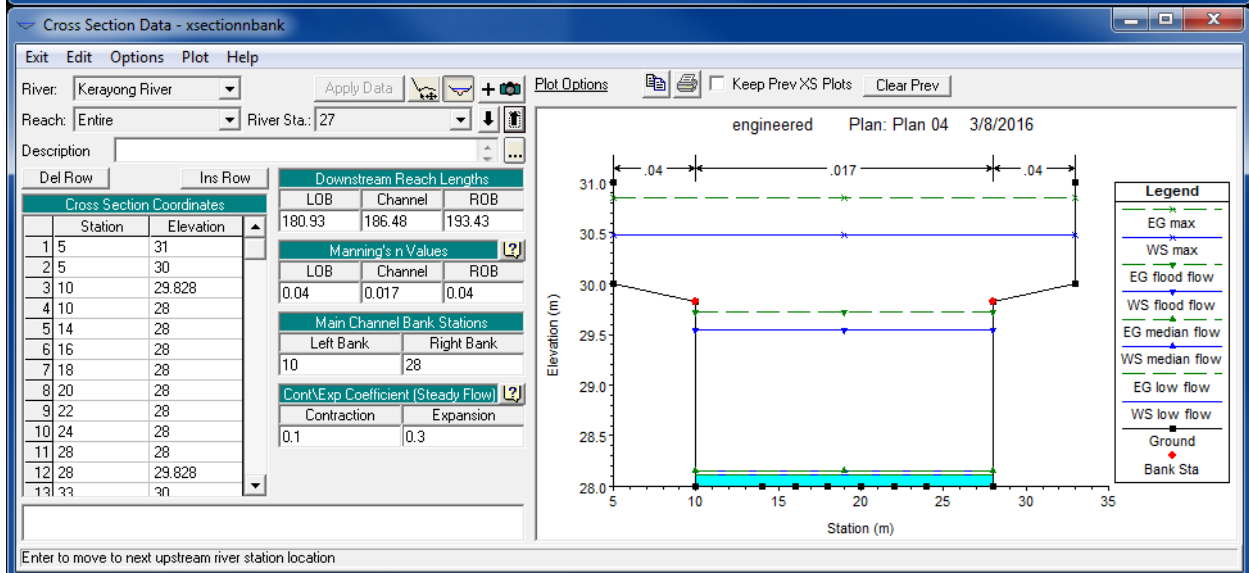 Cross Section Data - xsectionnbank
Exit Edit Options Plot Help
River: Kerayong River Apply Data Plot Options Keep Prev XS Plots Clear Prev
Reach: Entire River Sta.: 27
Description ...
Del Row Ins Row
Cross Section Coordinates
Station Elevation
1 5 31
2 5 30
3 10 29.828
4 10 28
5 14 28
6 16 28
7 18 28
8 20 28
9 22 28
10 24 28
11 28 28
12 28 29.828
13 33 30
Downstream Reach Lengths
LOB Channel ROB
180.93 186.48 193.43
Manning's n Values
LOB Channel ROB
0.04 0.017 0.04
Main Channel Bank Stations
Left Bank Right Bank
10 28
Cont\Exp Coefficient (Steady Flow)
Contraction Expansion
0.1 0.3
engineered Plan: Plan 04 3/8/2016
.04 .017 .04
31.0
30.5
30.0
29.5
29.0
28.5
28.0
Elevation (m)
5 10 15 20 25 30 35
Station (m)
Legend
EG max
WS max
EG flood flow
WS flood flow
EG median flow
WS median flow
EG low flow
WS low flow
Ground
Bank Sta
Enter to move to next upstream river station location